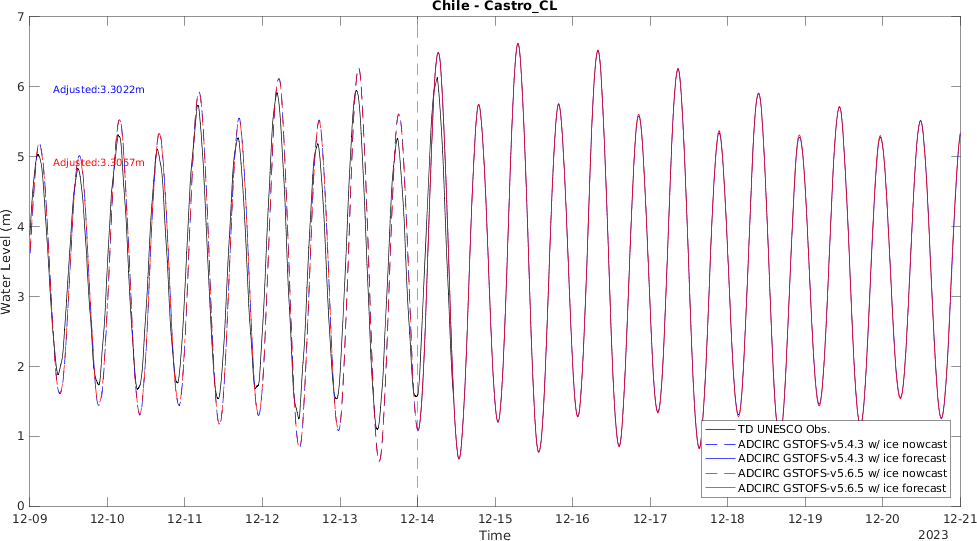 Chile - Castro_CL
7
6
5
4
3
2
1
0
Water Level (m)
Adjusted:3.3022m
Adjusted:3.3057m
TD UNESCO Obs.
ADCIRC GSTOFS-v5.4.3 w/ ice nowcast
ADCIRC GSTOFS-v5.4.3 w/ ice forecast
ADCIRC GSTOFS-v5.6.5 w/ ice nowcast
ADCIRC GSTOFS-v5.6.5 w/ ice forecast
12-09 12-10 12-11 12-12 12-13 12-14 12-15 12-16 12-17 12-18 12-19 12-20 12-21
Time
2023